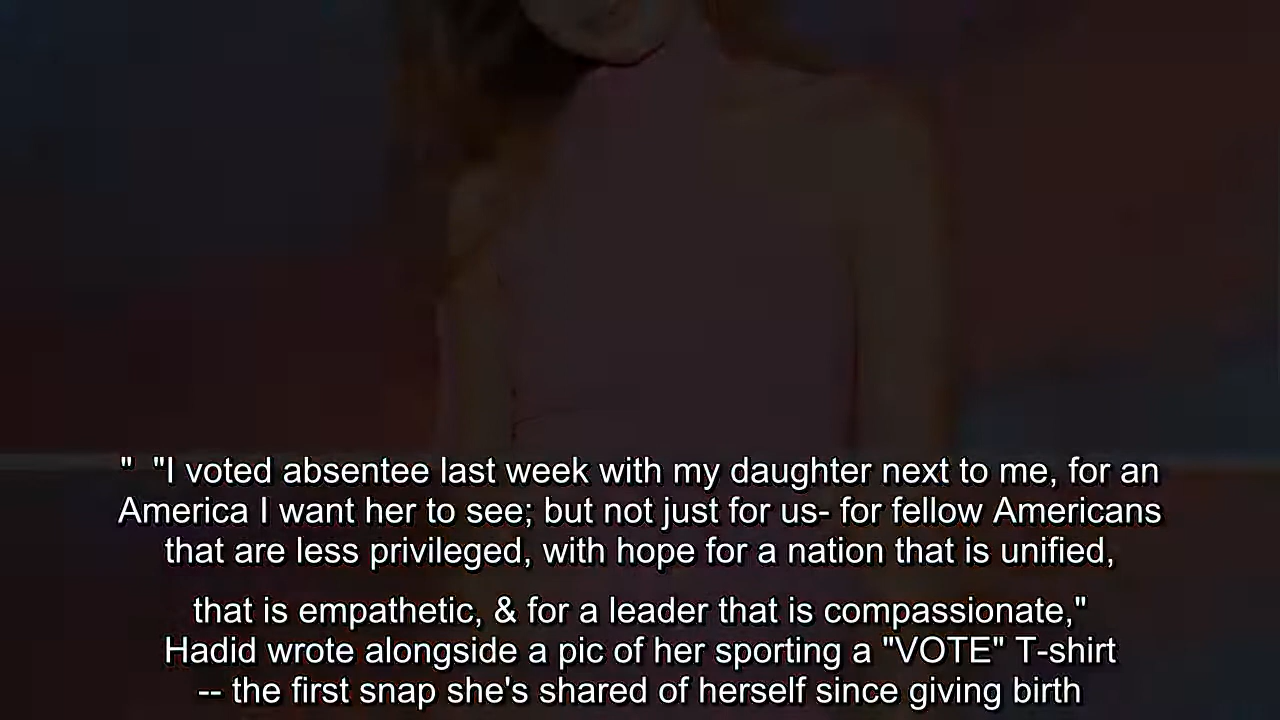 "  "I voted absentee last week with my daughter next to me, for an
America I want her to see; but not just for us- for fellow Americans
that are less privileged, with hope for a nation that is unified,
that is empathetic, & for a leader that is compassionate,"
Hadid wrote alongside a pic of her sporting a "VOTE" T-shirt
-- the first snap she's shared of herself since giving birth